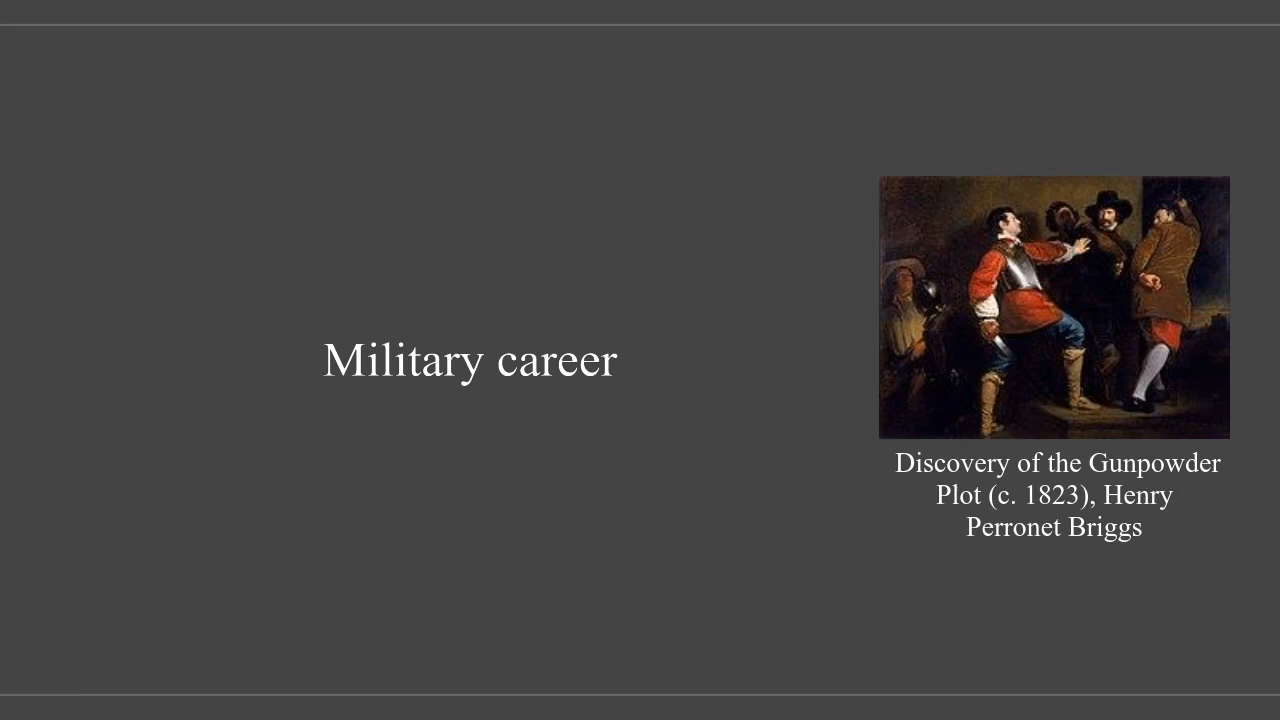 Military career
Discovery of the Gunpowder
Plot (c. 1823), Henry
Perronet Briggs